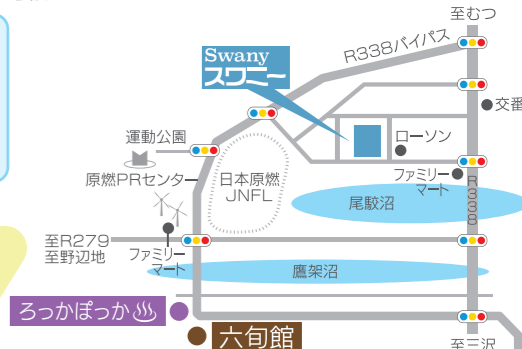 至むつ
R338バイパス
Swany
スワニー
交番
運動公園
ローソン
原燃PRセンター
日本原燃
JNFL
ファミリー
マート
R338
尾駮沼
至R279
至野辺地
ファミリー
マート
鷹架沼
ろっかぽっか♨
六旬館
至三沢